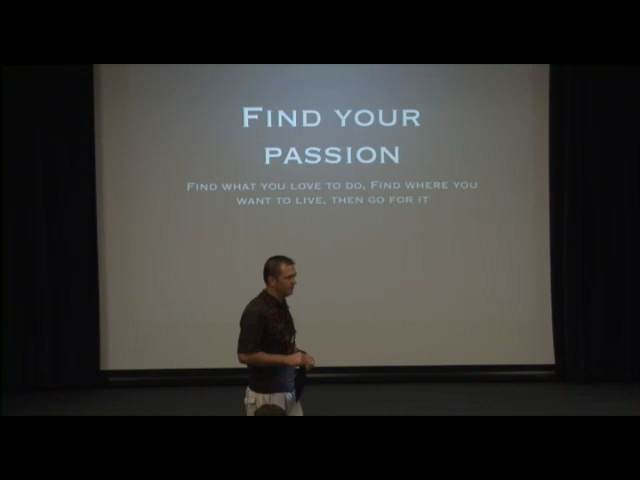 Find your
passion
Find what you love to do, Find where you
want to live, then go for it